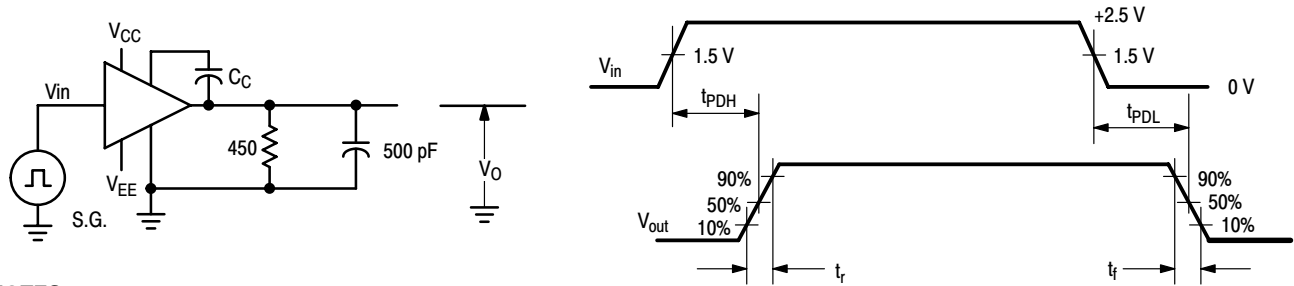 VCC
Vin
CC
450
500 pF
VO
VEE
S.G.
+2.5 V
1.5 V
1.5 V
Vin
0 V
tPDH
tPDL
90%
90%
50%
50%
Vout
10%
10%
tr
tf